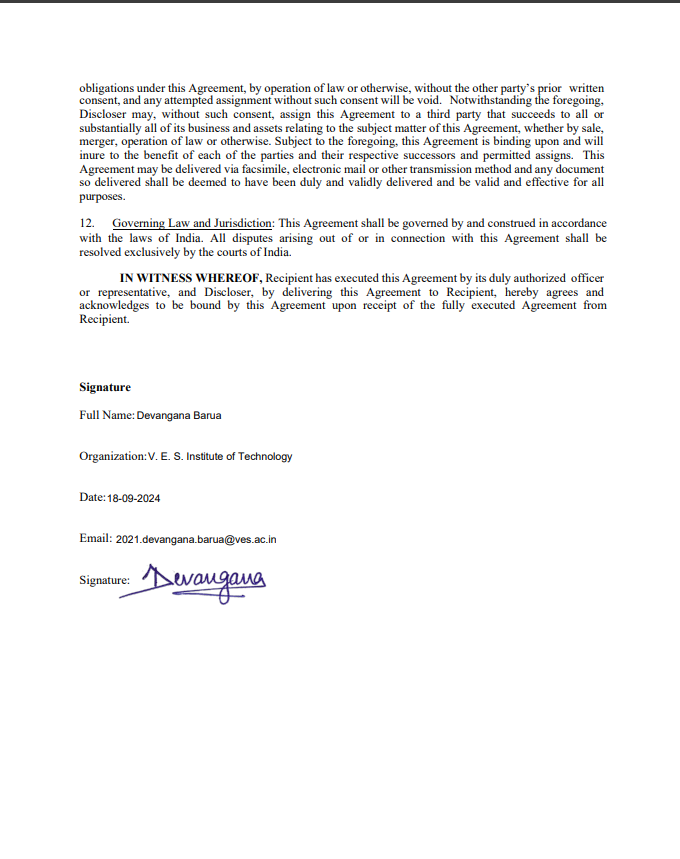 obligations under this Agreement, by operation of law or otherwise, without the other party's prior written
consent, and any attempted assignment without such consent will be void. Notwithstanding the foregoing,
Discloser may, without such consent, assign this Agreement to a third party that succeeds to all or
substantially all of its business and assets relating to the subject matter of this Agreement, whether by sale,
merger, operation of law or otherwise. Subject to the foregoing, this Agreement is binding upon and will
inure to the benefit of each of the parties and their respective successors and permitted assigns. This
Agreement may be delivered via facsimile, electronic mail or other transmission method and any document
so delivered shall be deemed to have been duly and validly delivered and be valid and effective for all
purposes.
12. Governing Law and Jurisdiction: This Agreement shall be governed by and construed in accordance
with the laws of India. All disputes arising out of or in connection with this Agreement shall be
resolved exclusively by the courts of India.
IN WITNESS WHEREOF, Recipient has executed this Agreement by its duly authorized officer
or representative, and Discloser, by delivering this Agreement to Recipient, hereby agrees and
acknowledges to be bound by this Agreement upon receipt of the fully executed Agreement from
Recipient.
Signature
Full Name: Devangana Barua
Organization: V. E. S. Institute of Technology
Date: 18-09-2024
Email: 2021.devangana.barua@ves.ac.in
Signature: Devangana